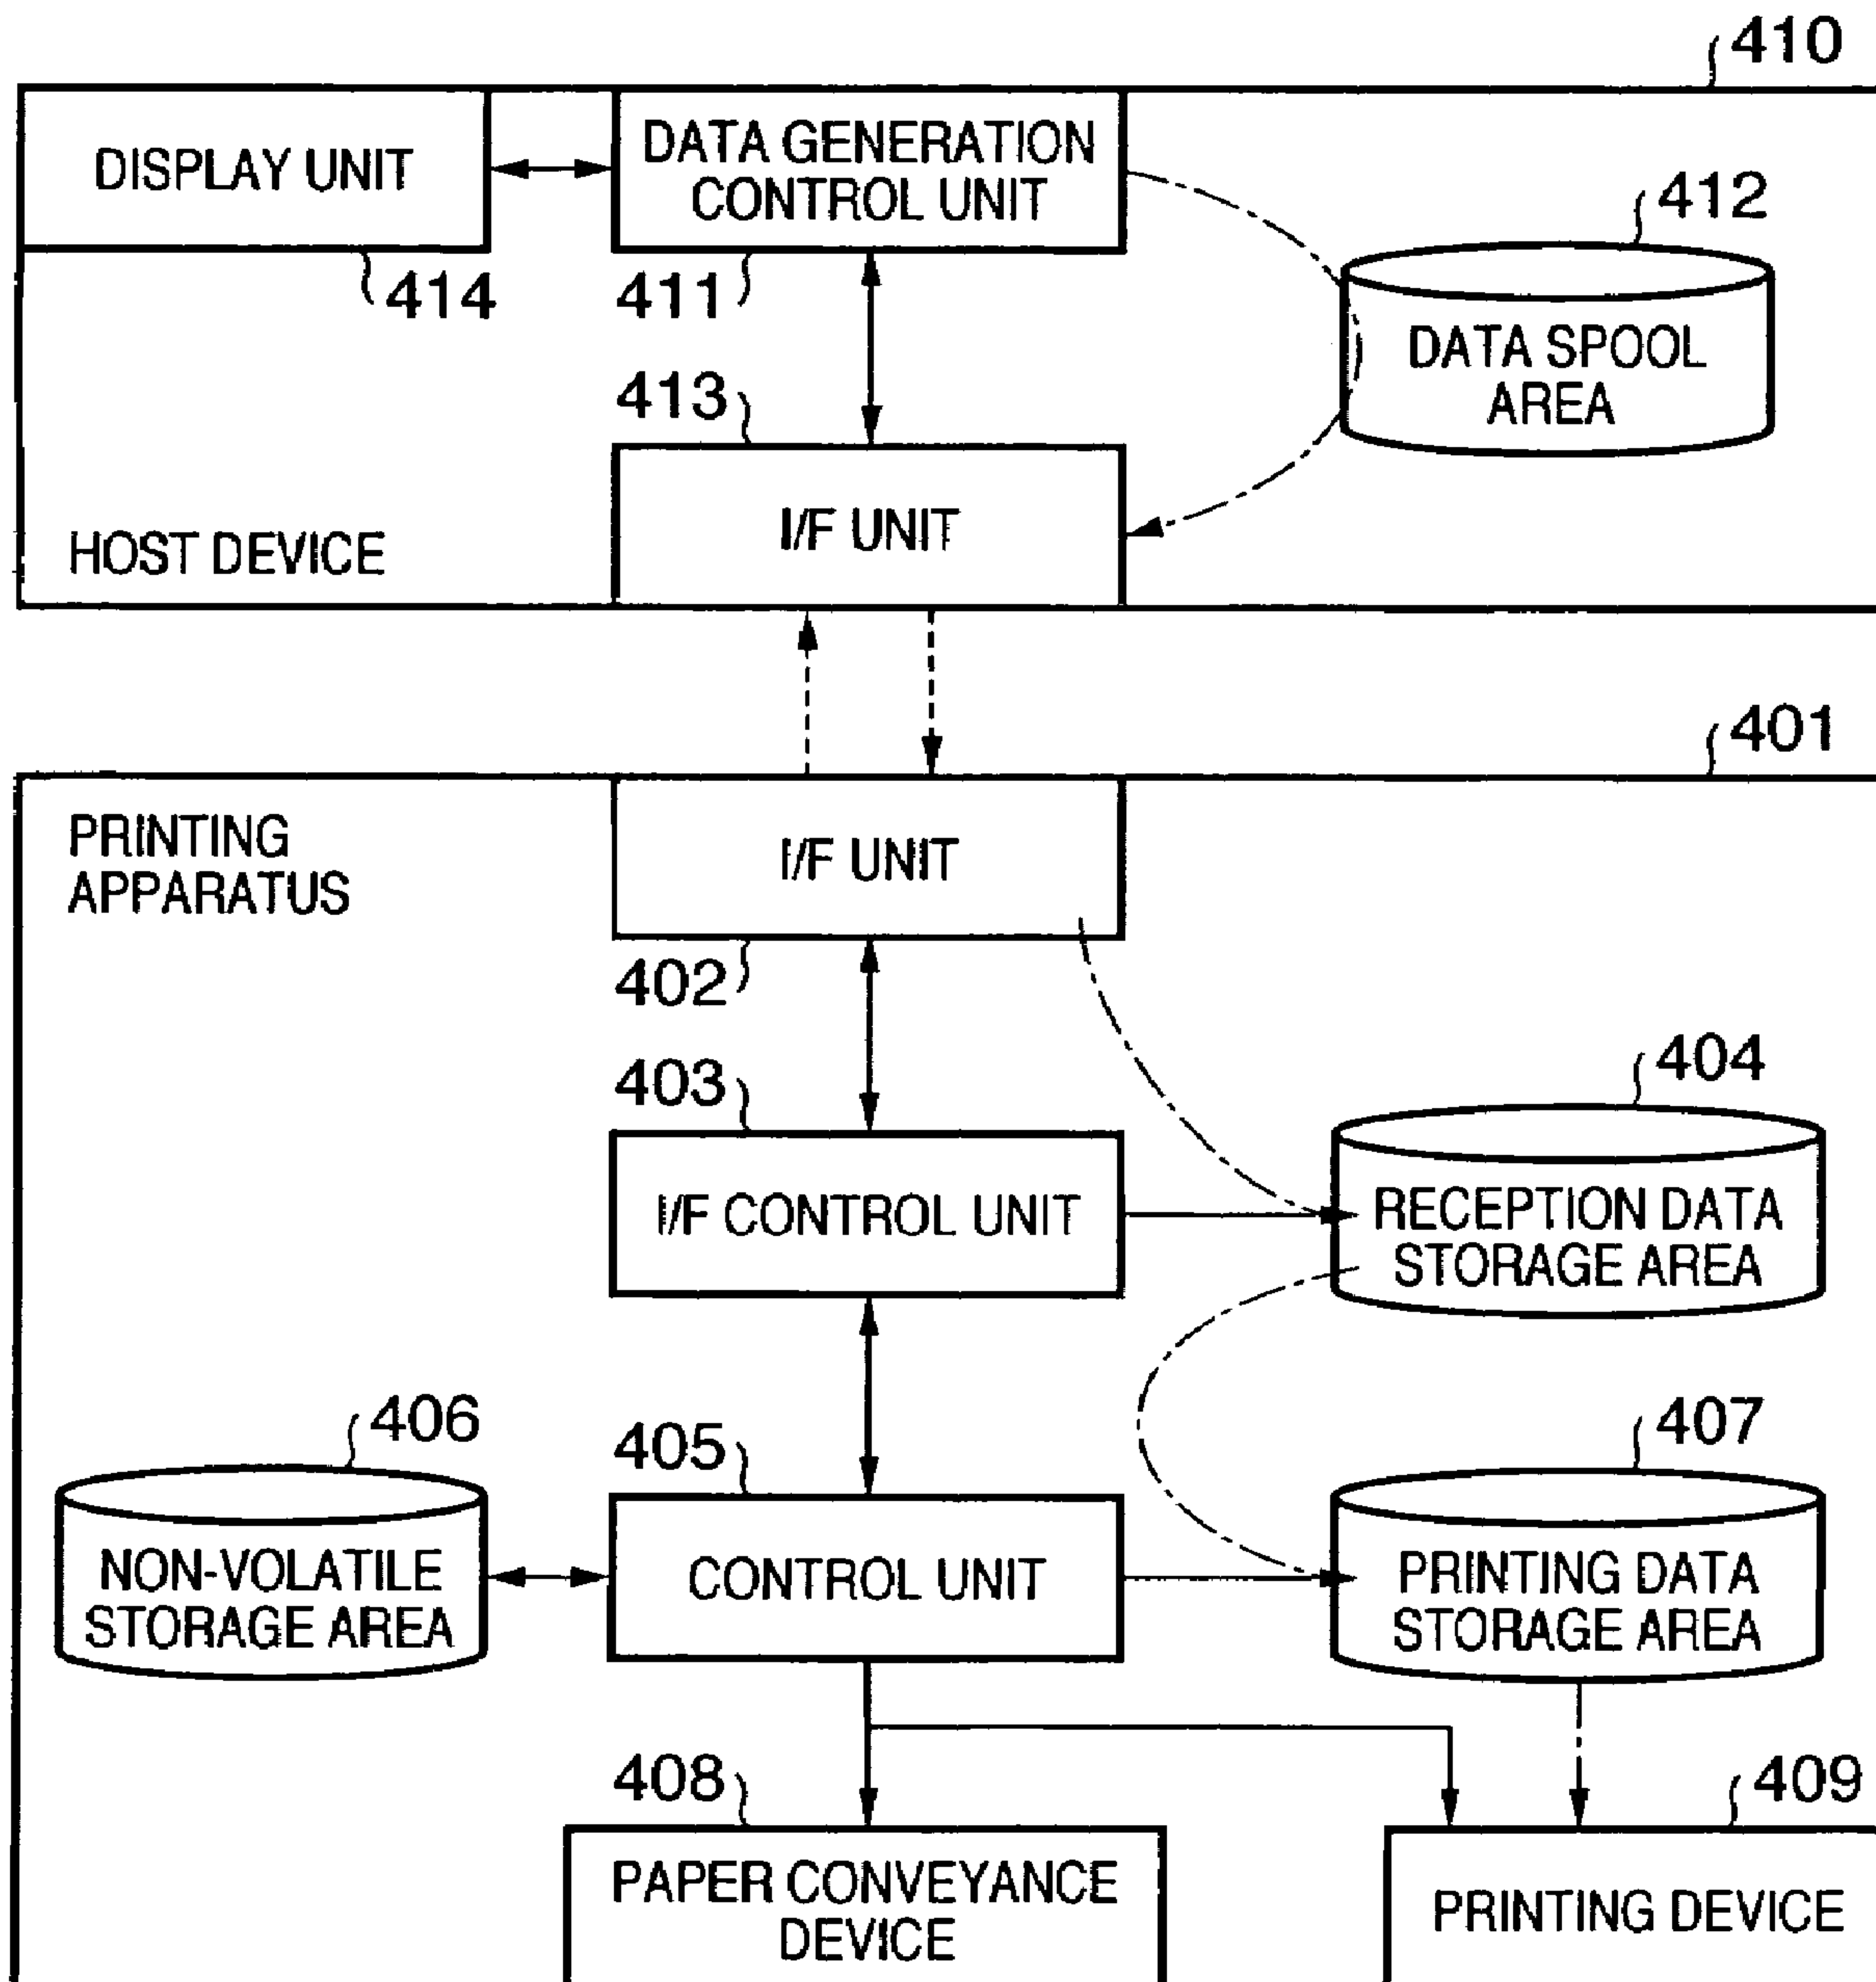 410
DISPLAY UNIT
DATA GENERATION
CONTROL UNIT
412
414
411
DATA SPOOL
AREA
413
I/F UNIT
HOST DEVICE
401
PRINTING
APPARATUS
I/F UNIT
402
404
403
I/F CONTROL UNIT
RECEPTION DATA
STORAGE AREA
406
405
407
NON-VOLATILE
STORAGE AREA
CONTROL UNIT
PRINTING DATA
STORAGE AREA
408
409
PAPER CONVEYANCE
DEVICE
PRINTING DEVICE